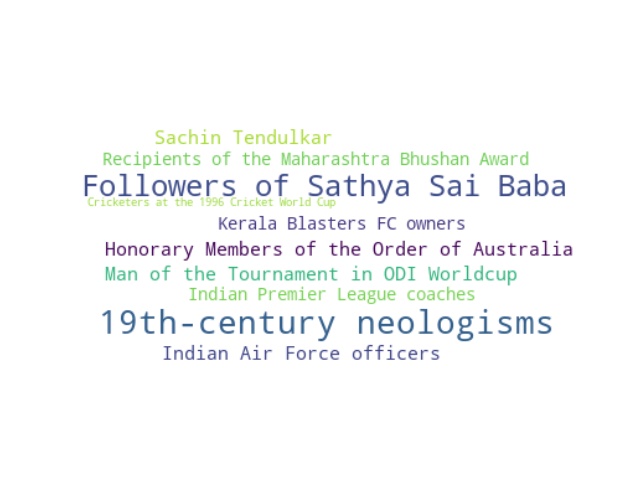 Sachin Tendulkar
Recipients of the Maharashtra Bhushan Award
Followers of Sathya Sai Baba
Cricketers at the 1996 Cricket World Cup
Kerala Blasters FC owners
Honorary Members of the Order of Australia
Man of the Tournament in ODI Worldcup
Indian Premier League coaches
19th-century neologisms
Indian Air Force officers